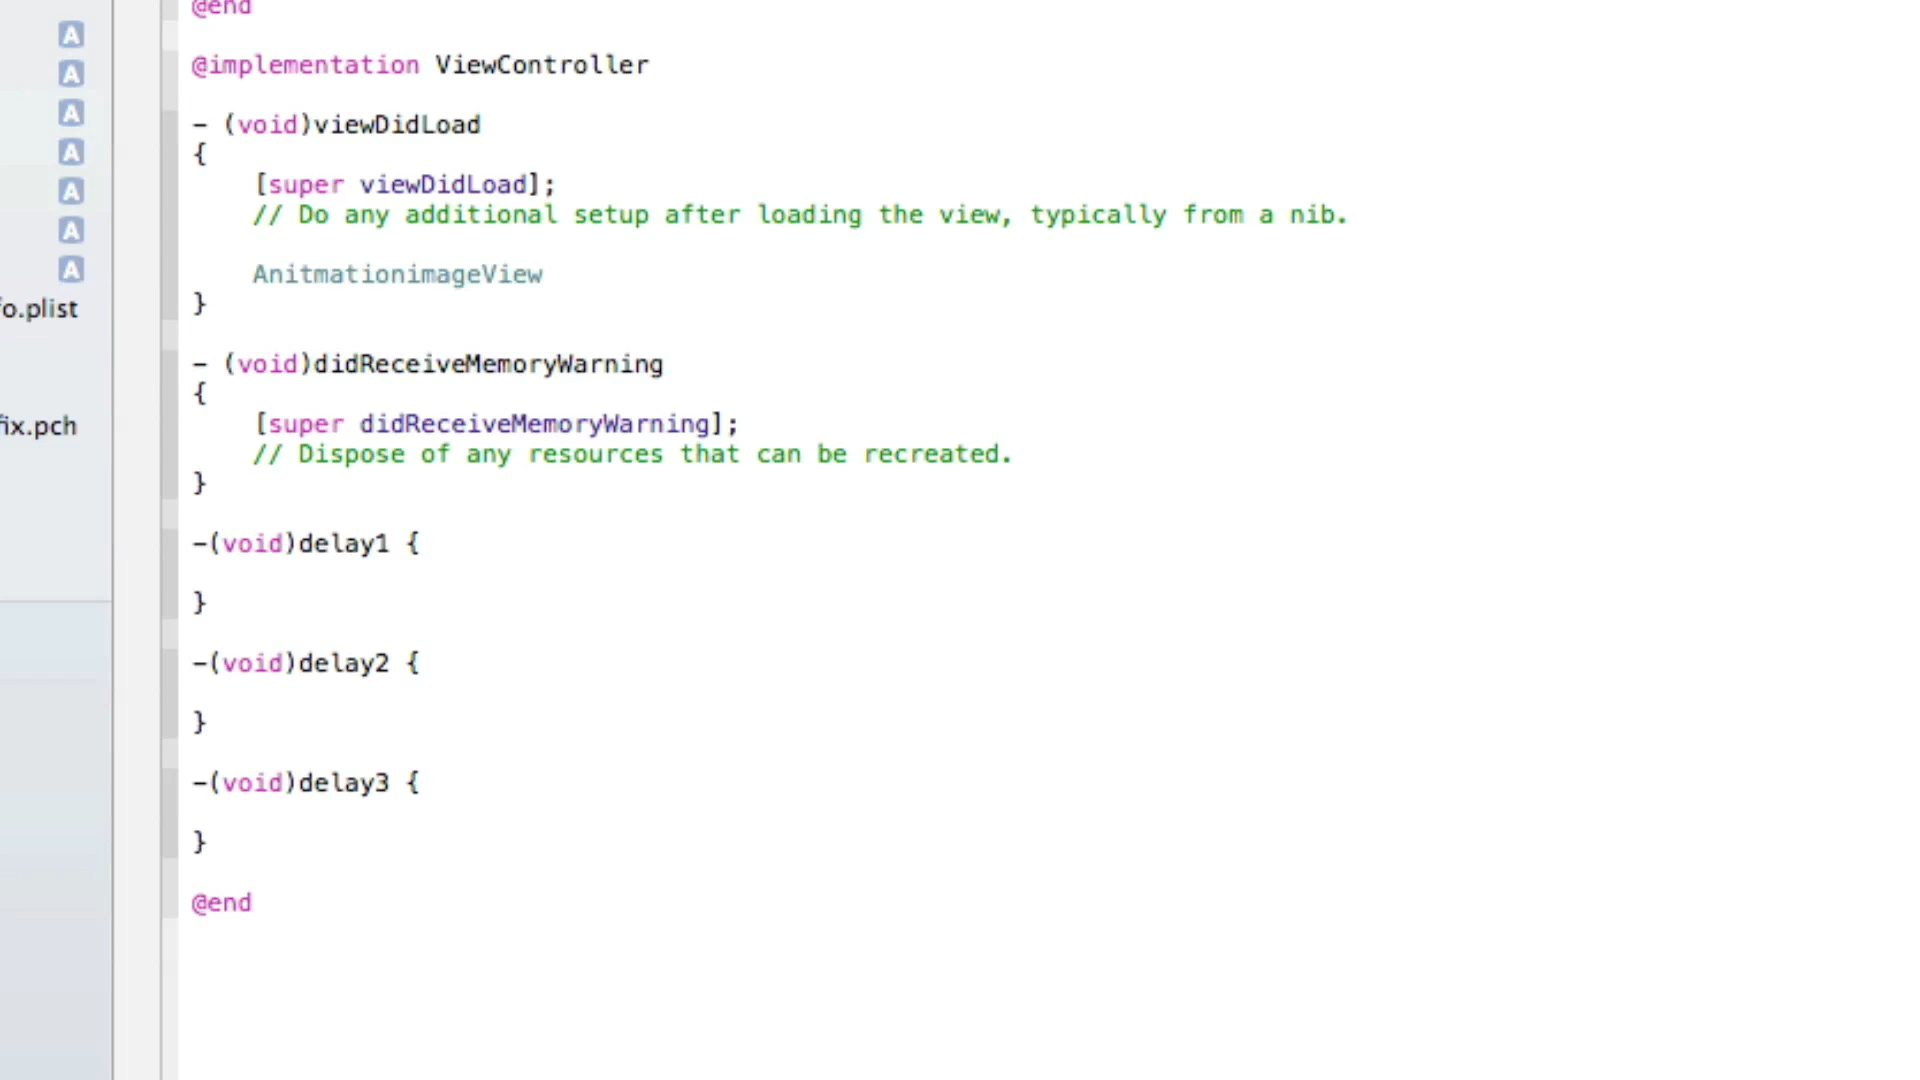 @end
A
A
A
A
A
A
A
fo.plist
fix.pch
@implementation ViewController
- (void)viewDidLoad
{
[super viewDidLoad];
// Do any additional setup after loading the view, typically from a nib.
AnitmationimageView
}
- (void)didReceiveMemoryWarning
{
[super didReceiveMemoryWarning];
// Dispose of any resources that can be recreated.
}
-(void)delay1 {
}
-(void)delay2 {
}
-(void)delay3 {
}
@end